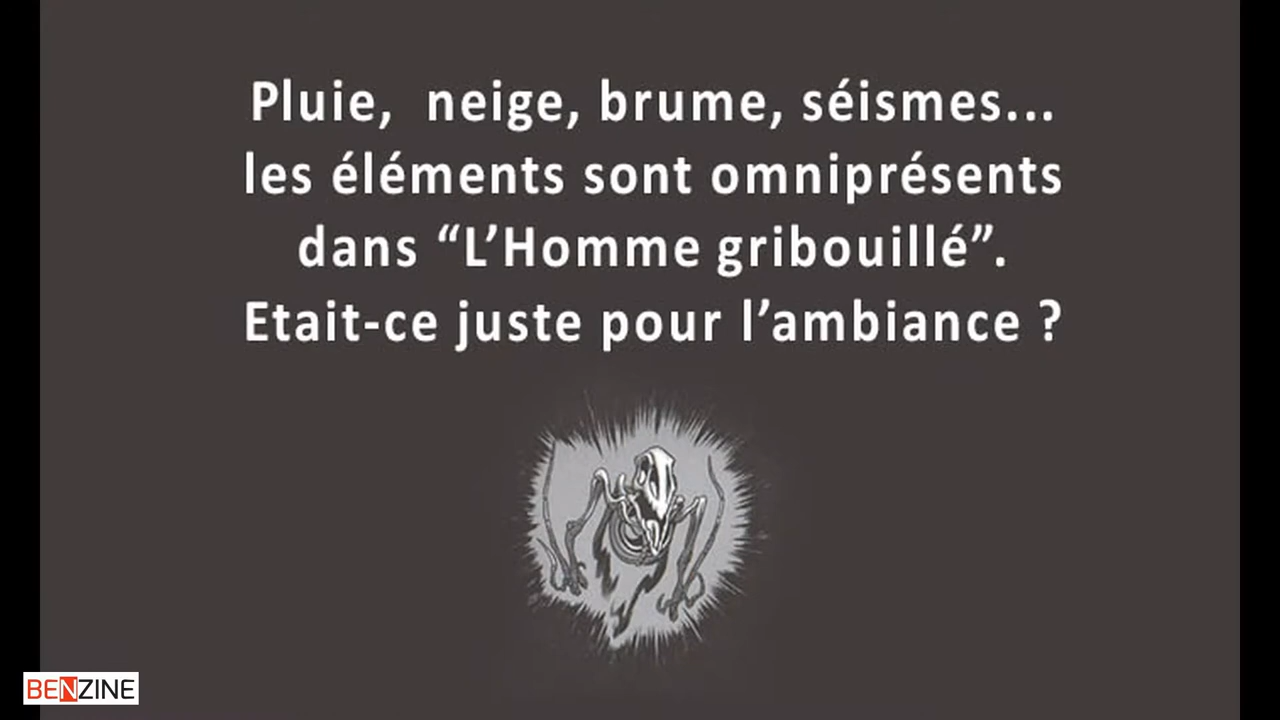 Pluie,  neige, brume, séismes...
les éléments sont omniprésents
dans “L’Homme gribouillé”.
Etait-ce juste pour l’ambiance ?
BENZINE